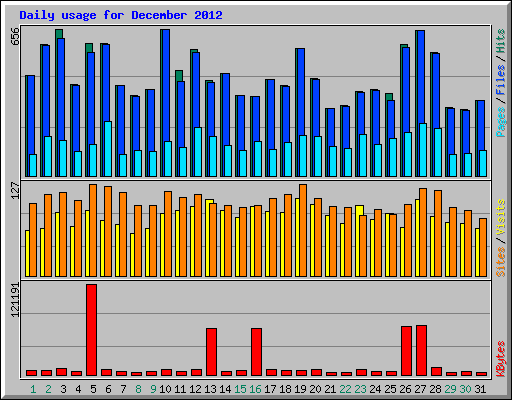 Daily usage for December 2012
656
Pages / Files / Hits
127
Sites / Visits
121191
KBytes
1 2 3 4 5 6 7 8 9 10 11 12 13 14 15 16 17 18 19 20 21 22 23 24 25 26 27 28 29 30 31